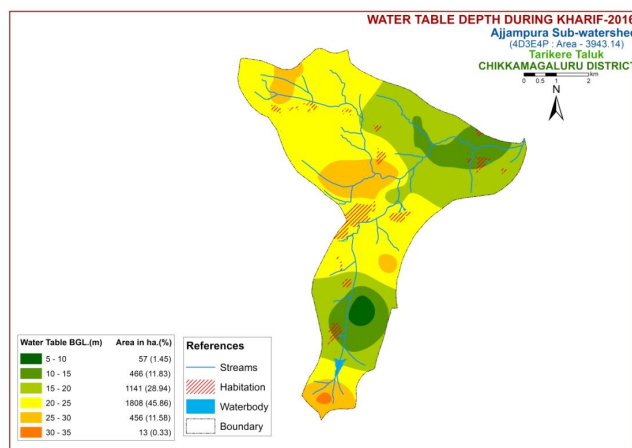 WATER TABLE DEPTH DURING KHARIF-2016
Ajjampura Sub-watershed
(4D3E4P : Area - 3943.14)
Tarikere Taluk
CHIKKAMAGALURU DISTRICT
0 0.5 1 2
km
N
Water Table BGL.(m) Area in ha.(%)
5 - 10 57 (1.45)
10 - 15 466 (11.83)
15 - 20 1141 (28.94)
20 - 25 1808 (45.86)
25 - 30 456 (11.58)
30 - 35 13 (0.33)
References
Streams
Habitation
Waterbody
Boundary